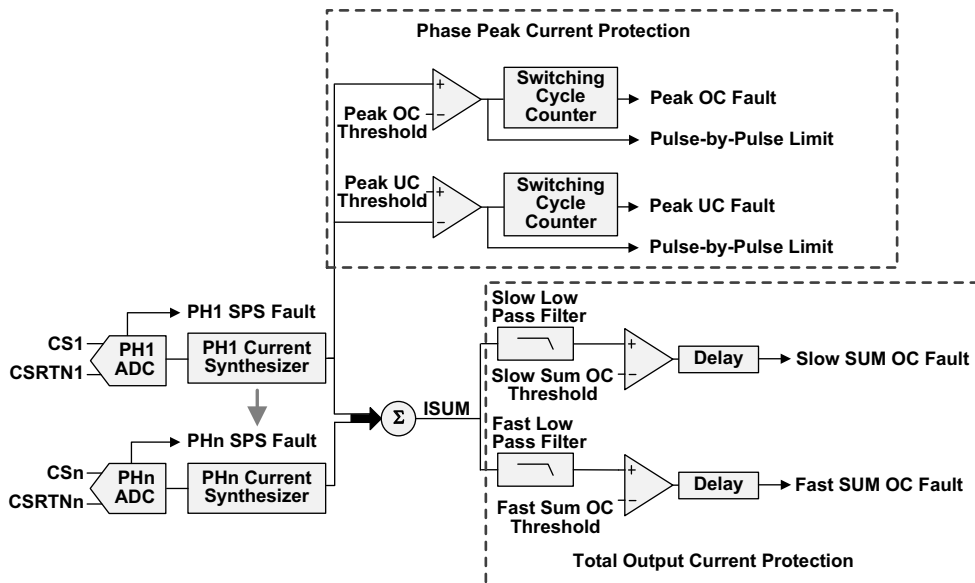 Phase Peak Current Protection
+
Peak OC
Threshold
−
Switching
Cycle
Counter
Peak OC Fault
Pulse-by-Pulse Limit
Peak UC
Threshold
+
−
Switching
Cycle
Counter
Peak UC Fault
Pulse-by-Pulse Limit
PH1 SPS Fault
CS1
CSRTN1
PH1
ADC
PH1 Current
Synthesizer
PHn SPS Fault
CSn
CSRTNn
PHn
ADC
PHn Current
Synthesizer
Σ
ISUM
Slow Low
Pass Filter
+
−
Slow Sum OC
Threshold
Delay
Slow SUM OC Fault
Fast Low
Pass Filter
+
−
Fast Sum OC
Threshold
Delay
Fast SUM OC Fault
Total Output Current Protection